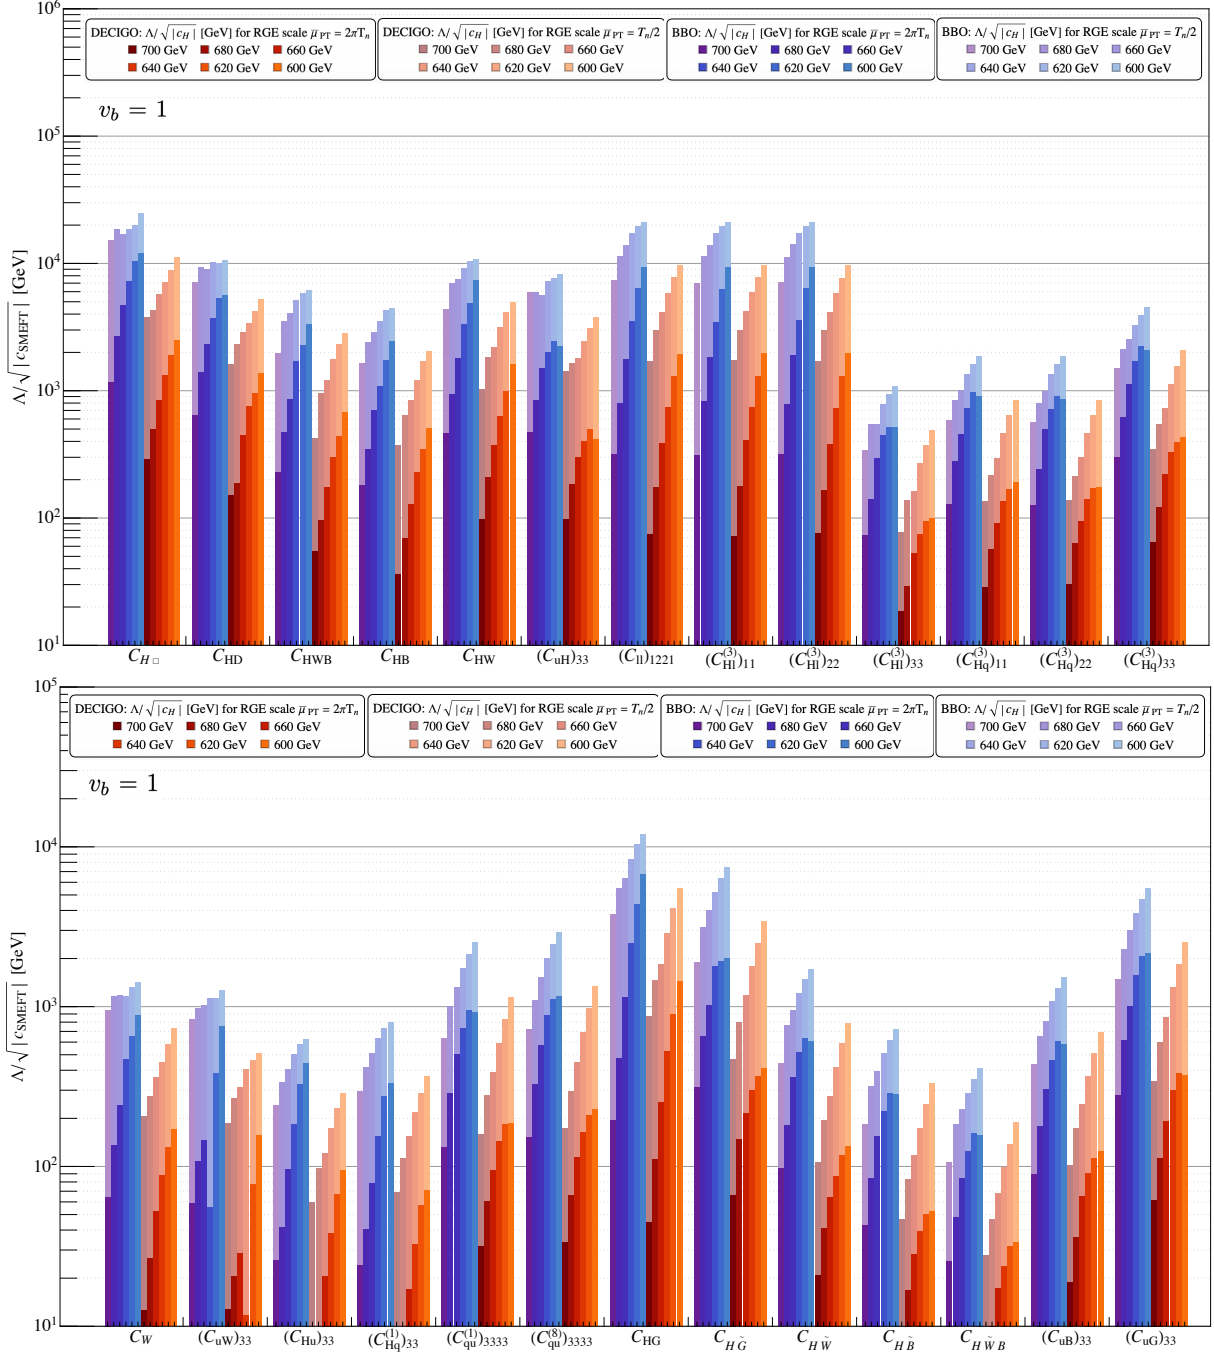 10^6
DECIGO: Λ/√|c_H| [GeV] for RGE scale μ̄_PT = 2πT_n
700 GeV 680 GeV 660 GeV
640 GeV 620 GeV 600 GeV
DECIGO: Λ/√|c_H| [GeV] for RGE scale μ̄_PT = T_n/2
700 GeV 680 GeV 660 GeV
640 GeV 620 GeV 600 GeV
BBO: Λ/√|c_H| [GeV] for RGE scale μ̄_PT = 2πT_n
700 GeV 680 GeV 660 GeV
640 GeV 620 GeV 600 GeV
BBO: Λ/√|c_H| [GeV] for RGE scale μ̄_PT = T_n/2
700 GeV 680 GeV 660 GeV
640 GeV 620 GeV 600 GeV
v_b = 1
10^5
10^4
10^3
10^2
10^1
Λ/√|c_SMEFT| [GeV]
C_H□ C_HD C_HWB C_HB C_HW (C_uH)_33 (C_ll)_1221 (C_Hl^(3))_11 (C_Hl^(3))_22 (C_Hl^(3))_33 (C_Hq^(3))_11 (C_Hq^(3))_22 (C_Hq^(3))_33
10^5
DECIGO: Λ/√|c_H| [GeV] for RGE scale μ̄_PT = 2πT_n
700 GeV 680 GeV 660 GeV
640 GeV 620 GeV 600 GeV
DECIGO: Λ/√|c_H| [GeV] for RGE scale μ̄_PT = T_n/2
700 GeV 680 GeV 660 GeV
640 GeV 620 GeV 600 GeV
BBO: Λ/√|c_H| [GeV] for RGE scale μ̄_PT = 2πT_n
700 GeV 680 GeV 660 GeV
640 GeV 620 GeV 600 GeV
BBO: Λ/√|c_H| [GeV] for RGE scale μ̄_PT = T_n/2
700 GeV 680 GeV 660 GeV
640 GeV 620 GeV 600 GeV
v_b = 1
10^4
10^3
10^2
10^1
Λ/√|c_SMEFT| [GeV]
C_W (C_uW)_33 (C_Hu)_33 (C_Hq^(1))_33 (C_qu^(1))_3333 (C_qu^(8))_3333 C_HG C_HG̃ C_HW̃ C_HB̃ C_HW̃B (C_uB)_33 (C_uG)_33